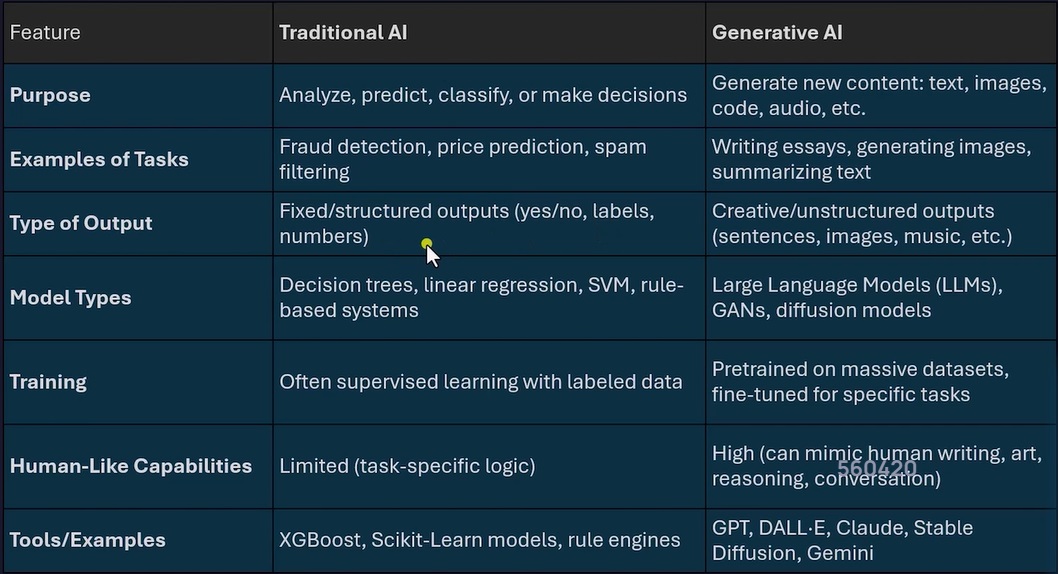 Feature
Traditional AI
Generative AI
Purpose
Analyze, predict, classify, or make decisions
Generate new content: text, images,
code, audio, etc.
Examples of Tasks
Fraud detection, price prediction, spam
filtering
Writing essays, generating images,
summarizing text
Type of Output
Fixed/structured outputs (yes/no, labels,
numbers)
Creative/unstructured outputs
(sentences, images, music, etc.)
Model Types
Decision trees, linear regression, SVM, rule-
based systems
Large Language Models (LLMs),
GANs, diffusion models
Training
Often supervised learning with labeled data
Pretrained on massive datasets,
fine-tuned for specific tasks
Human-Like Capabilities
Limited (task-specific logic)
High (can mimic human writing, art,
reasoning, conversation)
560420
Tools/Examples
XGBoost, Scikit-Learn models, rule engines
GPT, DALL·E, Claude, Stable
Diffusion, Gemini